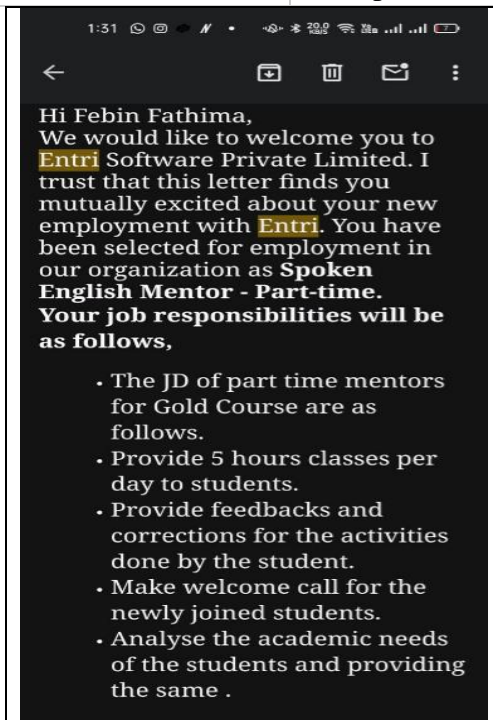 1:31
20.0
KB/S
Hi Febin Fathima,
We would like to welcome you to
Entri Software Private Limited. I
trust that this letter finds you
mutually excited about your new
employment with Entri. You have
been selected for employment in
our organization as Spoken
English Mentor - Part-time.
Your job responsibilities will be
as follows,
• The JD of part time mentors
for Gold Course are as
follows.
• Provide 5 hours classes per
day to students.
• Provide feedbacks and
corrections for the activities
done by the student.
• Make welcome call for the
newly joined students.
• Analyse the academic needs
of the students and providing
the same .